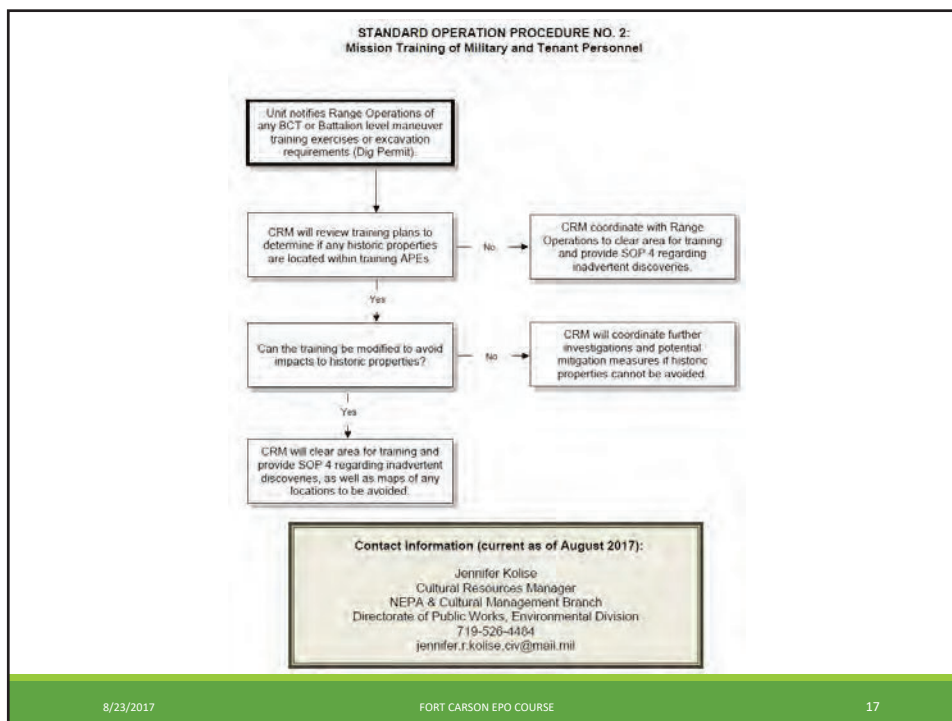 STANDARD OPERATION PROCEDURE NO. 2:
Mission Training of Military and Tenant Personnel
Unit notifies Range Operations of
any BCT or Battalion level maneuver
training exercises or excavation
requirements (Dig Permit).
CRM will review training plans to
determine if any historic properties
are located within training APEs.
No
CRM coordinate with Range
Operations to clear area for training
and provide SOP 4 regarding
inadvertent discoveries.
Yes
Can the training be modified to avoid
impacts to historic properties?
No
CRM will coordinate further
investigations and potential
mitigation measures if historic
properties cannot be avoided.
Yes
CRM will clear area for training and
provide SOP 4 regarding inadvertent
discoveries, as well as maps of any
locations to be avoided.
Contact Information (current as of August 2017):
Jennifer Kolise
Cultural Resources Manager
NEPA & Cultural Management Branch
Directorate of Public Works, Environmental Division
719-526-4484
jennifer.r.kolise.civ@mail.mil
8/23/2017 FORT CARSON EPO COURSE 17